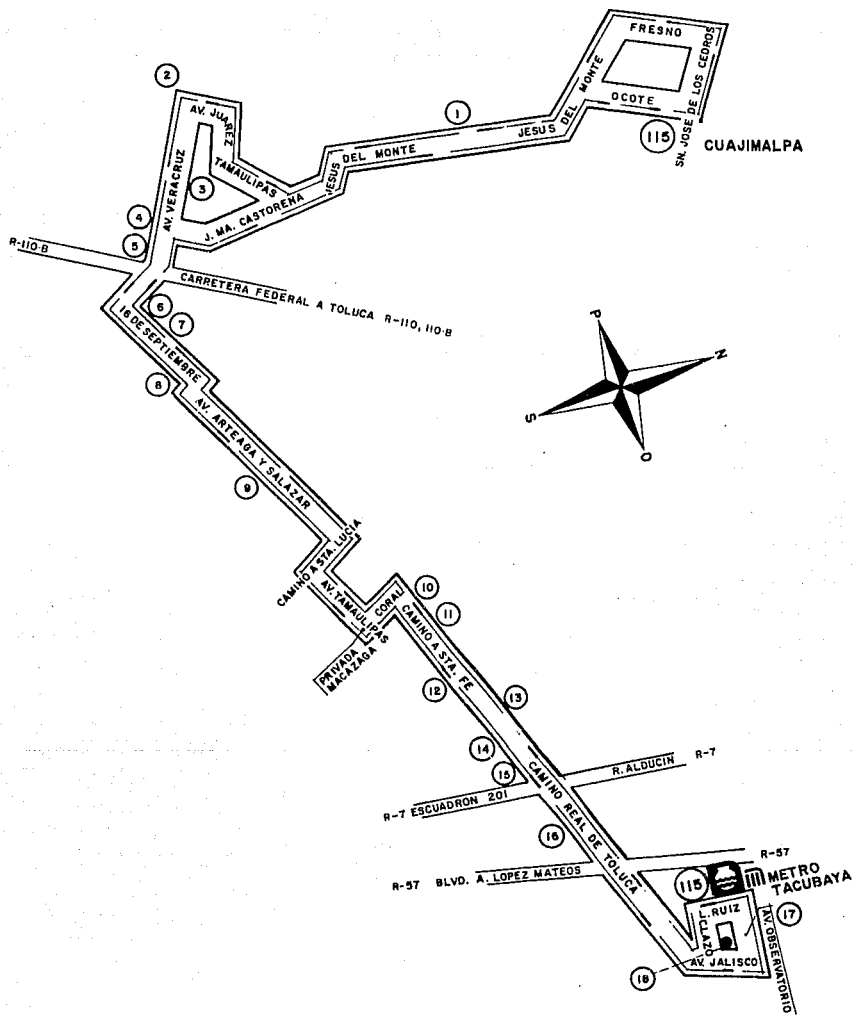 FRESNO
SN. JOSE DE LOS CEDROS
OCOTE
JESUS DEL MONTE
115
CUAJIMALPA
1
JESUS DEL MONTE
2
AV. JUAREZ
TAMAULIPAS
3
AV. VERACRUZ
J. MA. CASTORENA
4
5
R-110-B
CARRETERA FEDERAL A TOLUCA R-110, 110-B
6
7
16 DE SEPTIEMBRE
8
AV. ARTEAGA Y SALAZAR
9
P
N
S
O
CAMINO A STA. LUCIA
AV. TAMAULIPAS
CORAL
PRIVADA
MACAZAGA
10
11
CAMINO A STA. FE
12
13
14
15
R-7 ESCUADRON 201
R. ALDUCIN R-7
CAMINO REAL DE TOLUCA
16
R-57 BLVD. A. LOPEZ MATEOS
R-57
115
METRO
TACUBAYA
L. RUIZ
CLAZO
17
AV. JALISCO
AV. OBSERVATORIO
18